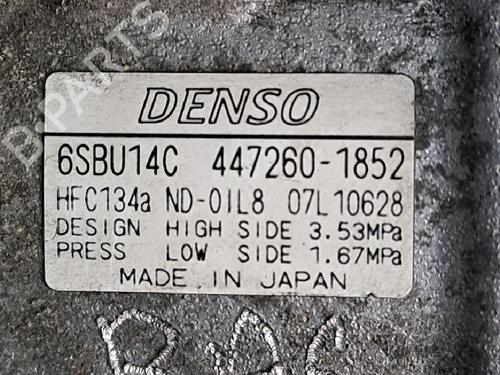 B-PARTS
DENSO
6SBU14C 447260-1852
HFC134a ND-OIL8 07L10628
DESIGN HIGH SIDE 3.53MPa
PRESS LOW SIDE 1.67MPa
MADE IN JAPAN